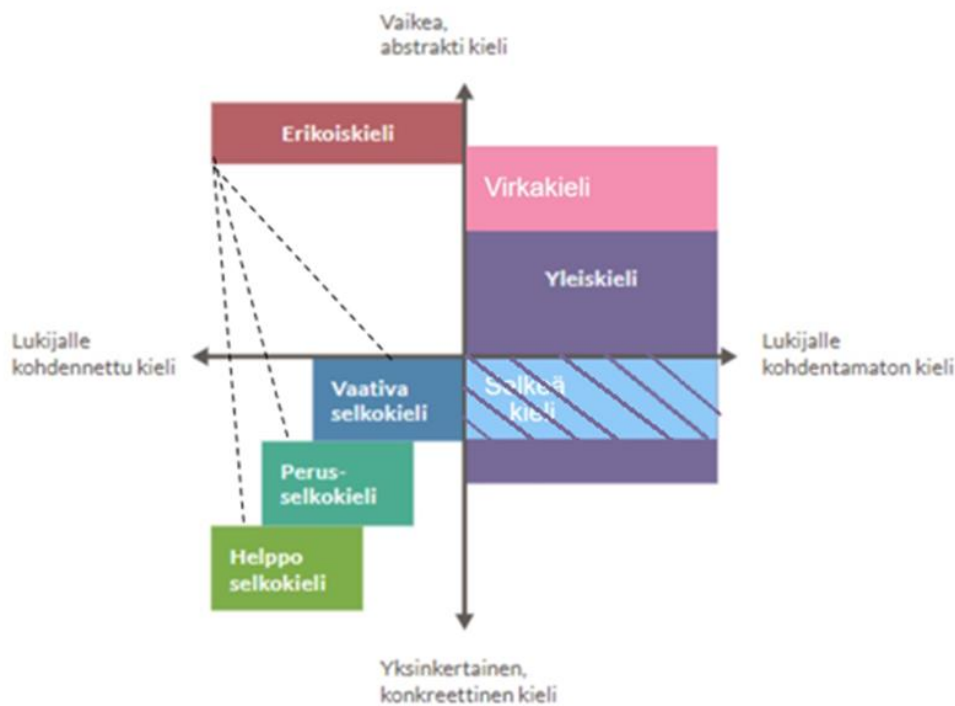 Vaikea,
abstrakti kieli
Erikoiskieli
Virkakieli
Yleiskieli
Lukijalle
kohdennettu kieli
Lukijalle
kohdentamaton kieli
Vaativa
selkokieli
Selkeä
kieli
Perus-
selkokieli
Helppo
selkokieli
Yksinkertainen,
konkreettinen kieli